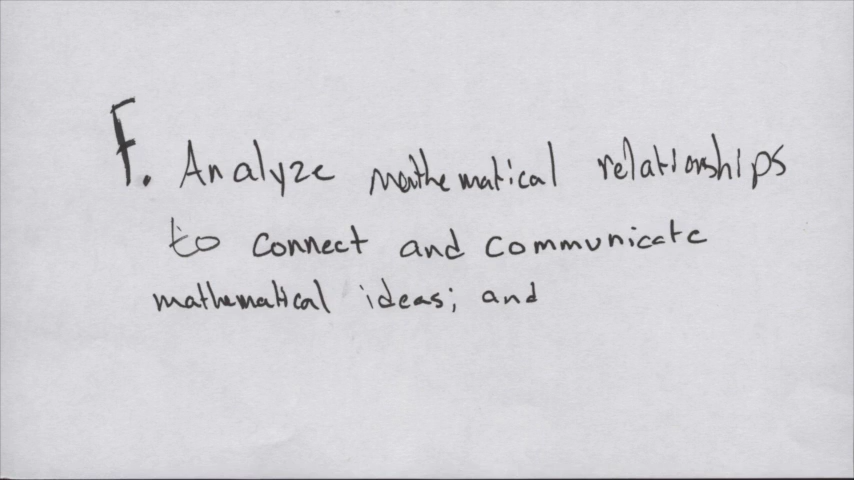 F. Analyze mathematical relationships
to connect and communicate
mathematical ideas; and